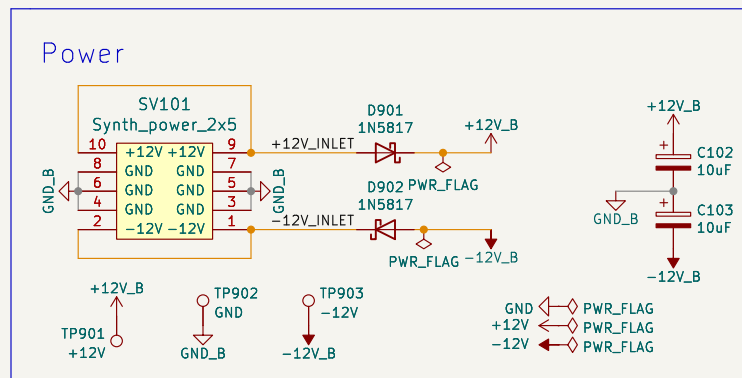 Power
SV101
Synth_power_2x5
10 +12V +12V 9
8 GND GND 7
6 GND GND 5
4 GND GND 3
2 -12V -12V 1
GND_B
GND_B
+12V_INLET
D901
1N5817
+12V_B
PWR_FLAG
-12V_INLET
D902
1N5817
PWR_FLAG
-12V_B
+12V_B
+
C102
10uF
GND_B
+
C103
10uF
-12V_B
+12V_B
TP901
+12V
TP902
GND
GND_B
TP903
-12V
-12V_B
GND PWR_FLAG
+12V PWR_FLAG
-12V PWR_FLAG